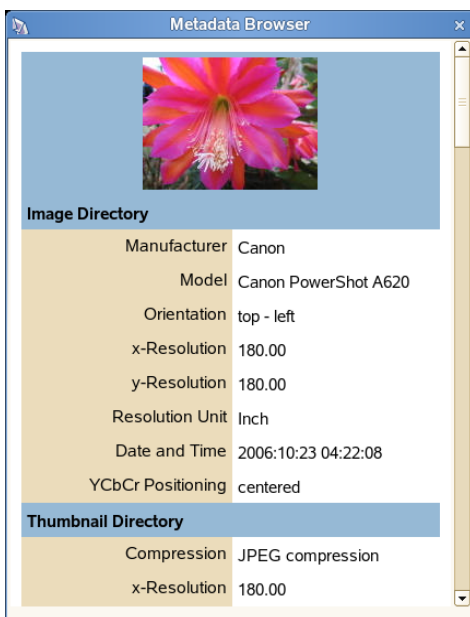 Metadata Browser
Image Directory
Manufacturer Canon
Model Canon PowerShot A620
Orientation top - left
x-Resolution 180.00
y-Resolution 180.00
Resolution Unit Inch
Date and Time 2006:10:23 04:22:08
YCbCr Positioning centered
Thumbnail Directory
Compression JPEG compression
x-Resolution 180.00